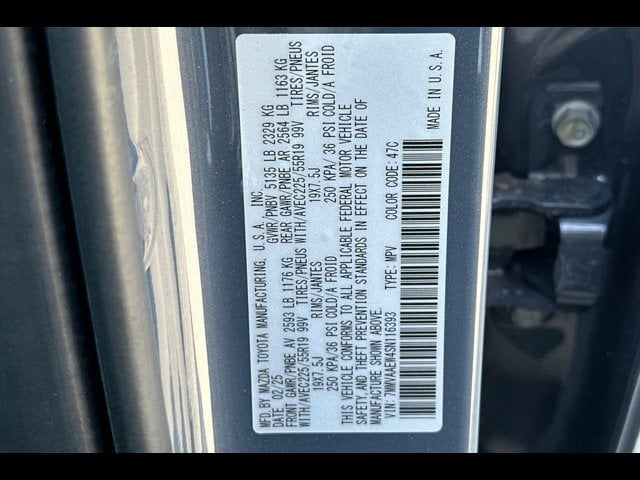 MFD. BY MAZDA TOYOTA MANUFACTURING, U.S.A. INC.
DATE: 02/25 GVWR/PNBV 5135 LB 2329 KG
FRONT GAWR/PNBE AV 2593 LB 1176 KG REAR GAWR/PNBE AR 2564 LB 1163 KG
WITH/AVEC225/55R19 99V TIRES/PNEUS WITH/AVEC225/55R19 99V TIRES/PNEUS
19X7.5J RIMS/JANTES 19X7.5J RIMS/JANTES
250 KPA/36 PSI COLD/A FROID 250 KPA/ 36 PSI COLD/A FROID
THIS VEHICLE CONFORMS TO ALL APPLICABLE FEDERAL MOTOR VEHICLE
SAFETY, AND THEFT PREVENTION STANDARDS IN EFFECT ON THE DATE OF
MANUFACTURE SHOWN ABOVE.
VIN: 7MMVAAEW4SN116393 TYPE: MPV COLOR CODE: 47C
MADE IN U.S.A.